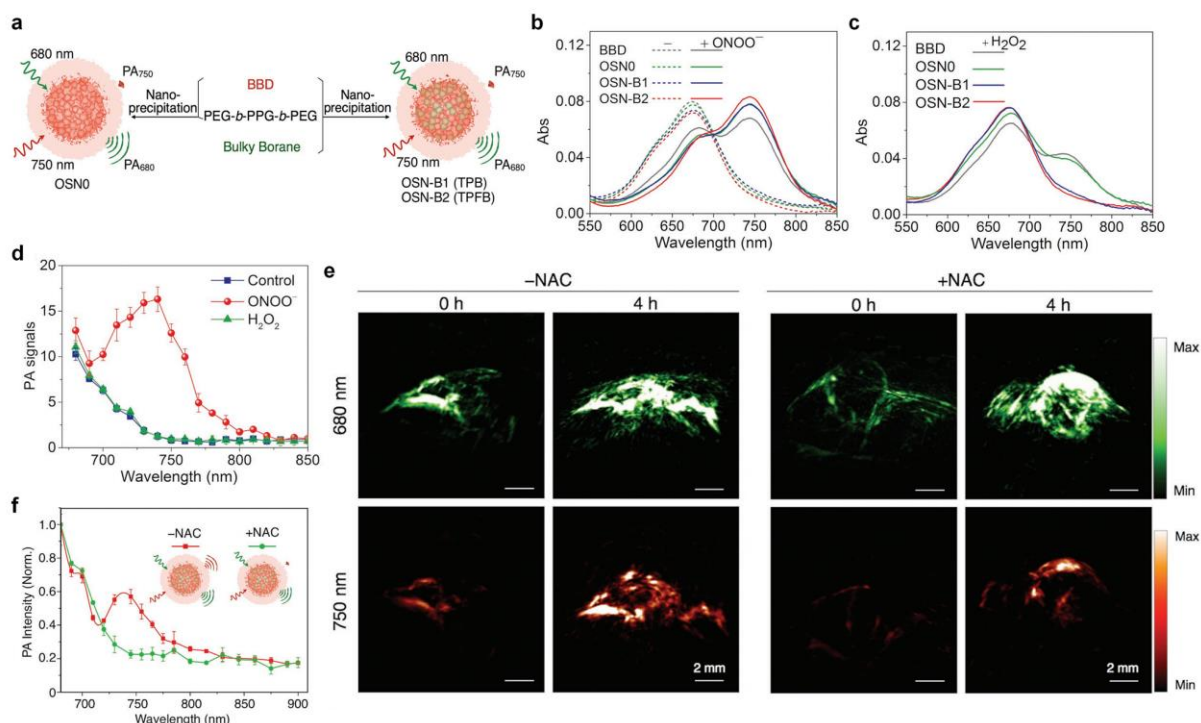 a
680 nm
PA750
Nano-
precipitation
750 nm
PA680
OSN0
BBD
PEG-b-PPG-b-PEG
Bulky Borane
Nano-
precipitation
680 nm
PA750
750 nm
PA680
OSN-B1 (TPB)
OSN-B2 (TPFB)
b
− + ONOO⁻
BBD
OSN0
OSN-B1
OSN-B2
Abs
0.12
0.08
0.04
0.00
550 600 650 700 750 800 850
Wavelength (nm)
c
+H₂O₂
BBD
OSN0
OSN-B1
OSN-B2
Abs
0.12
0.08
0.04
0.00
550 600 650 700 750 800 850
Wavelength (nm)
d
Control
ONOO⁻
H₂O₂
PA signals
20
15
10
5
0
700 750 800 850
Wavelength (nm)
e
−NAC +NAC
0 h 4 h 0 h 4 h
680 nm
Max
Min
750 nm
2 mm
2 mm
Max
Min
f
−NAC +NAC
PA Intensity (Norm.)
1.0
0.8
0.6
0.4
0.2
0.0
700 750 800 850 900
Wavelength (nm)